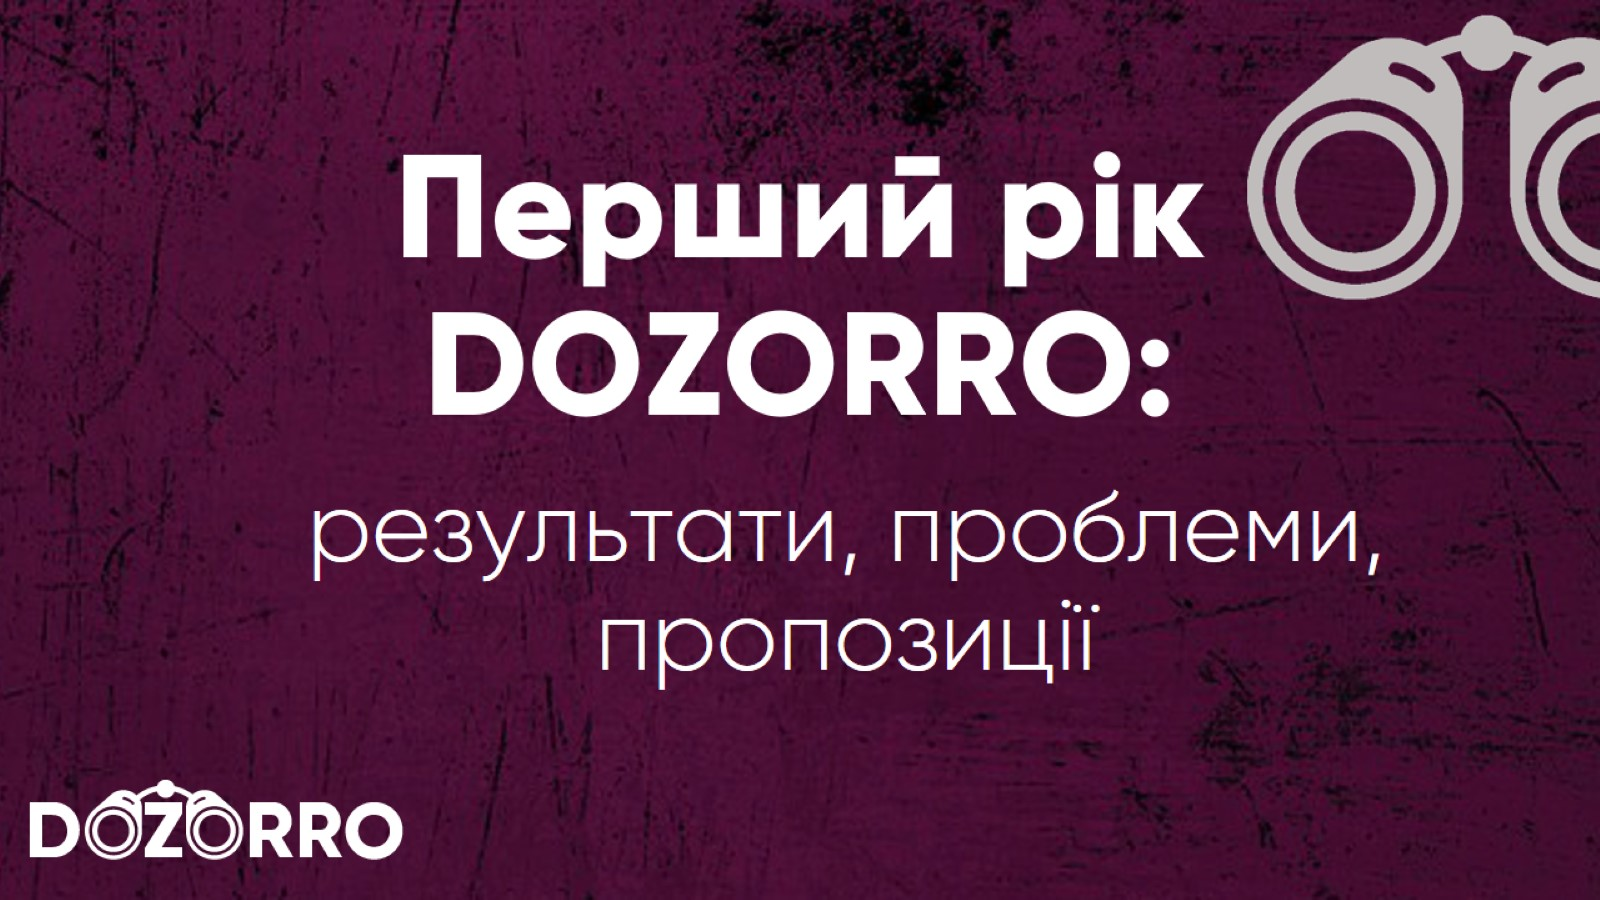 Перший рік
DOZORRO:
результати, проблеми,
пропозиції
DOZORRO